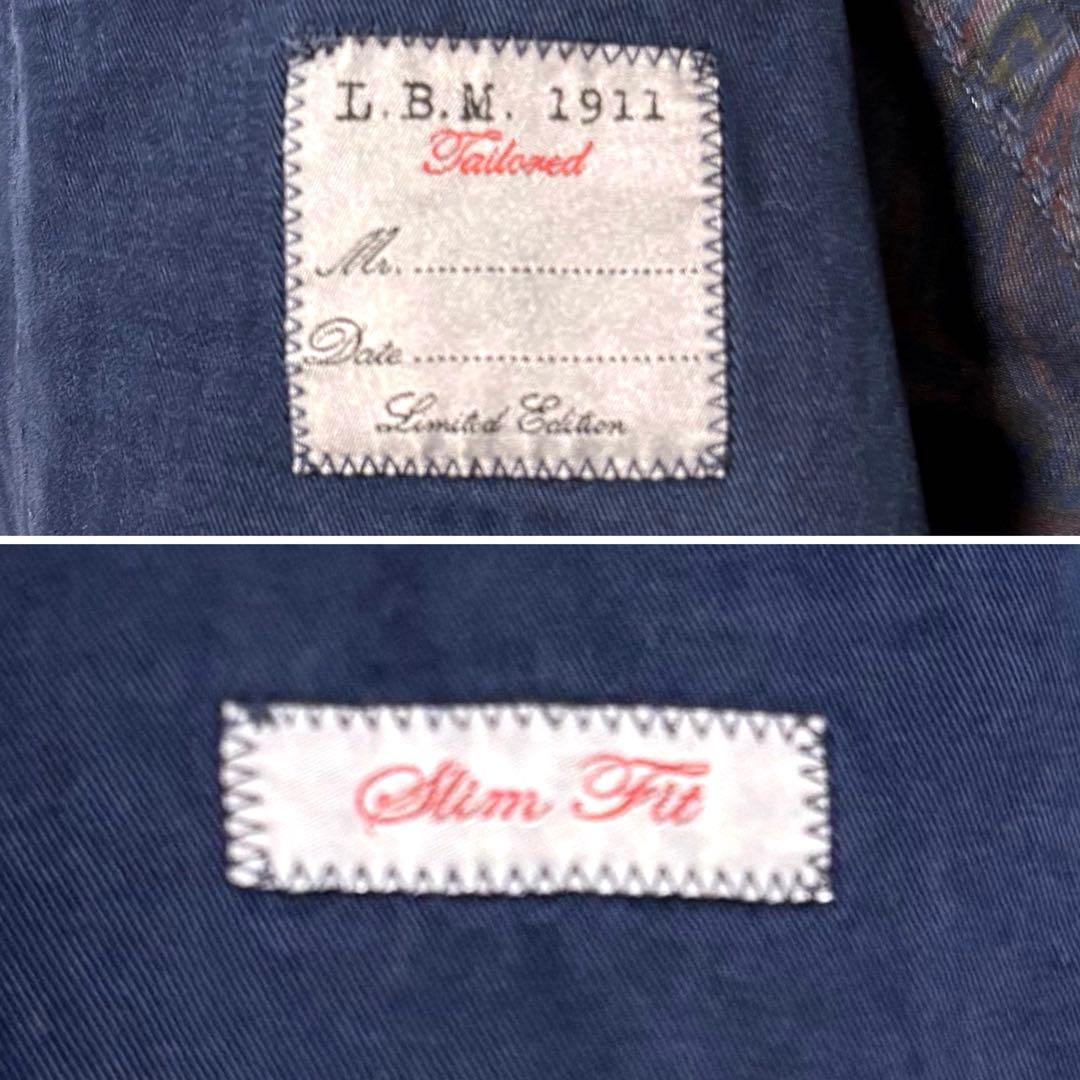 L.B.M. 1911
Tailored
Mr. ........................................
Date ........................................
Limited Edition
Slim Fit